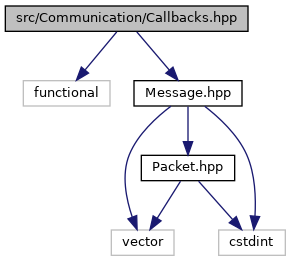 src/Communication/Callbacks.hpp
functional
Message.hpp
Packet.hpp
vector
cstdint